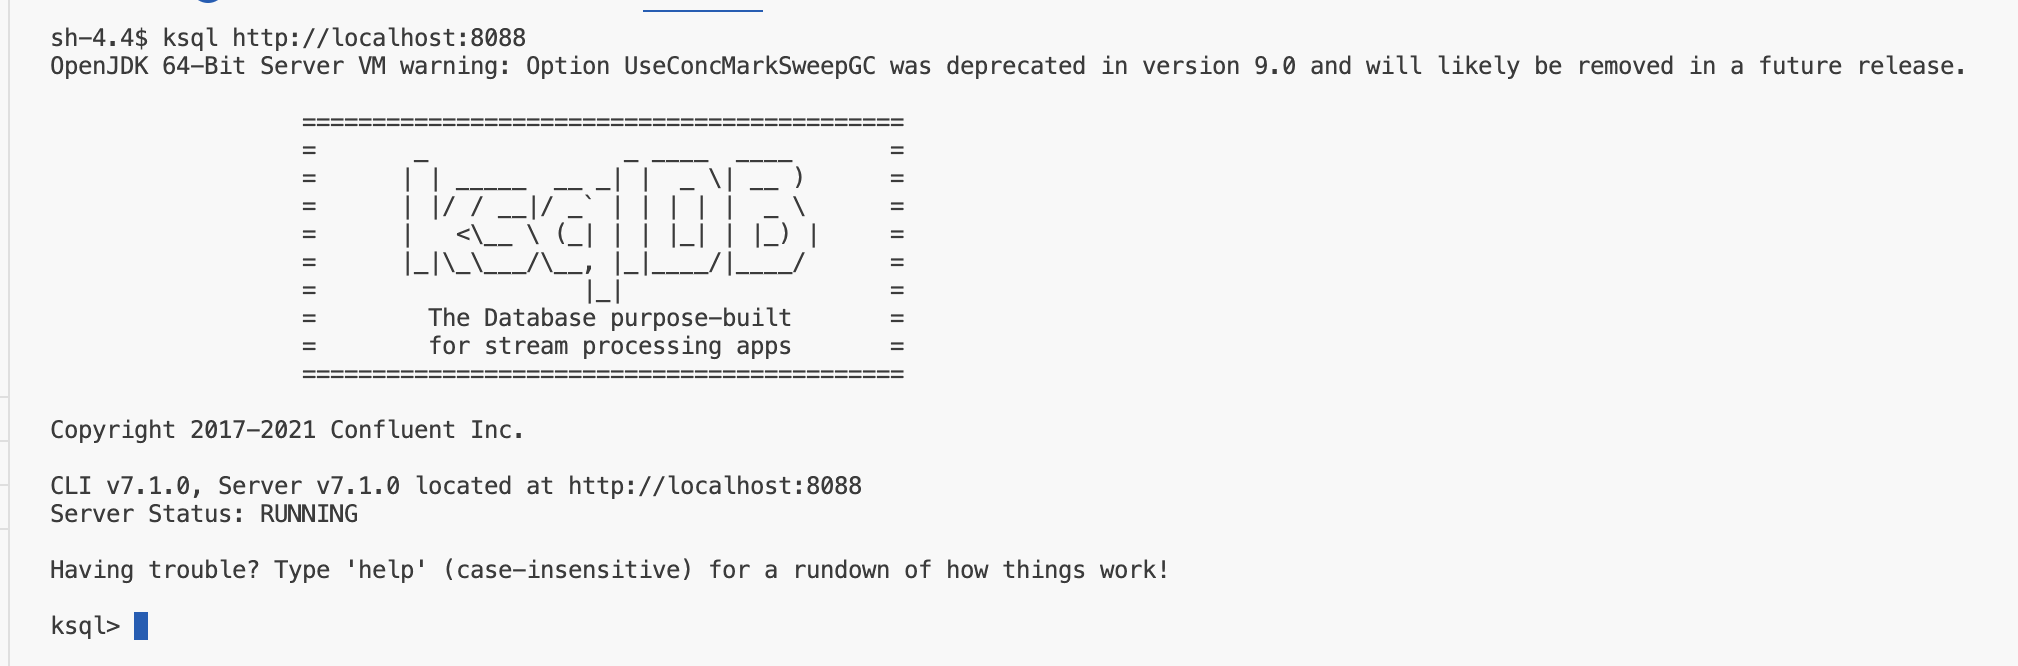 sh-4.4$ ksql http://localhost:8088
OpenJDK 64-Bit Server VM warning: Option UseConcMarkSweepGC was deprecated in version 9.0 and will likely be removed in a future release.
===========================================
=       _              _ ____  ____       =
=      | | _____  __ _| |  _ \| __ )      =
=      | |/ / __|/ _` | | | | |  _ \      =
=      |   <\__ \ (_| | | |_| | |_) |     =
=      |_|\_\___/\__, |_|____/|____/      =
=                   |_|                   =
=        The Database purpose-built       =
=        for stream processing apps       =
===========================================
Copyright 2017-2021 Confluent Inc.
CLI v7.1.0, Server v7.1.0 located at http://localhost:8088
Server Status: RUNNING
Having trouble? Type 'help' (case-insensitive) for a rundown of how things work!
ksql>